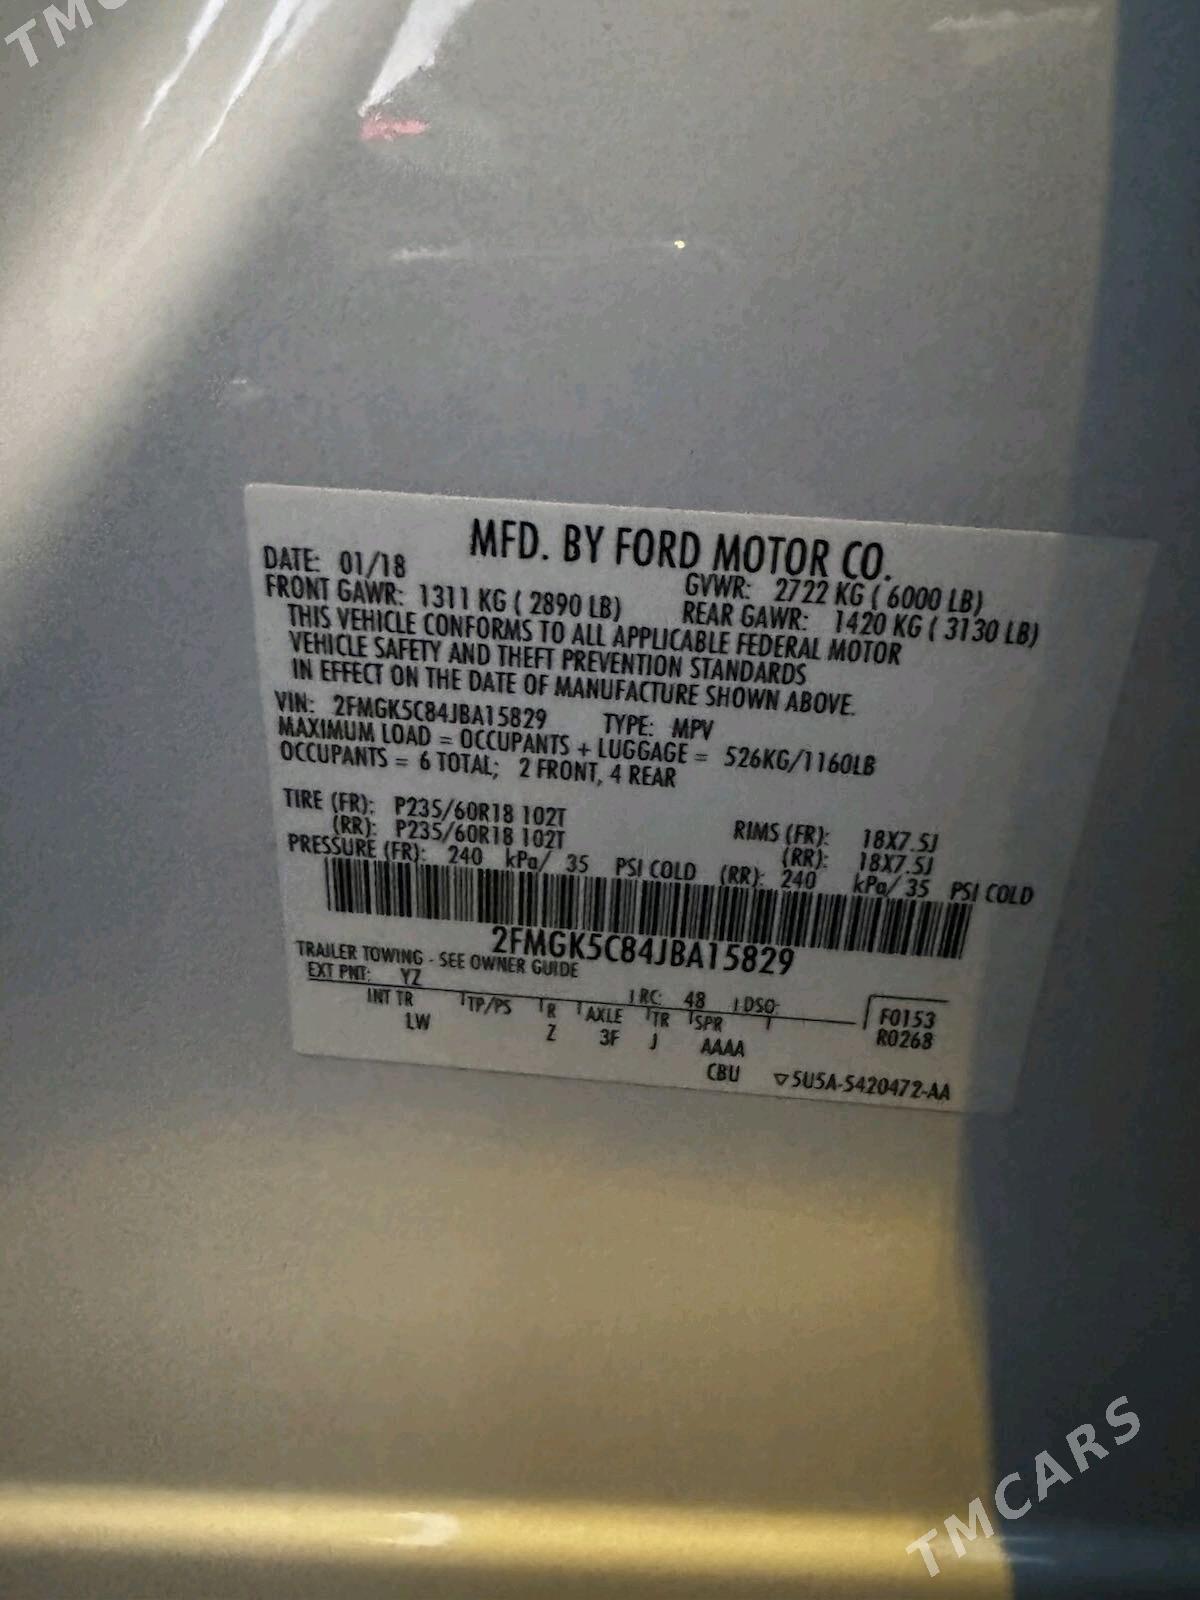 TMC
MFD. BY FORD MOTOR CO.
DATE: 01/18 GVWR: 2722 KG ( 6000 LB)
FRONT GAWR: 1311 KG ( 2890 LB) REAR GAWR: 1420 KG ( 3130 LB)
THIS VEHICLE CONFORMS TO ALL APPLICABLE FEDERAL MOTOR
VEHICLE SAFETY AND THEFT PREVENTION STANDARDS
IN EFFECT ON THE DATE OF MANUFACTURE SHOWN ABOVE.
VIN: 2FMGK5C84JBA15829 TYPE: MPV
MAXIMUM LOAD = OCCUPANTS + LUGGAGE = 526KG/1160LB
OCCUPANTS = 6 TOTAL; 2 FRONT, 4 REAR
TIRE (FR): P235/60R18 102T RIMS (FR): 18X7.5J
(RR): P235/60R18 102T (RR): 18X7.5J
PRESSURE (FR): 240 kPa/ 35 PSI COLD (RR): 240 kPa/ 35 PSI COLD
2FMGK5C84JBA15829
TRAILER TOWING - SEE OWNER GUIDE
EXT PNT: YZ RC: 48 DSO:
INT TR TP/PS R AXLE TR SPR F0153
LW Z 3F J AAAA R0268
CBU ▽5U5A-5420472-AA
TMCARS